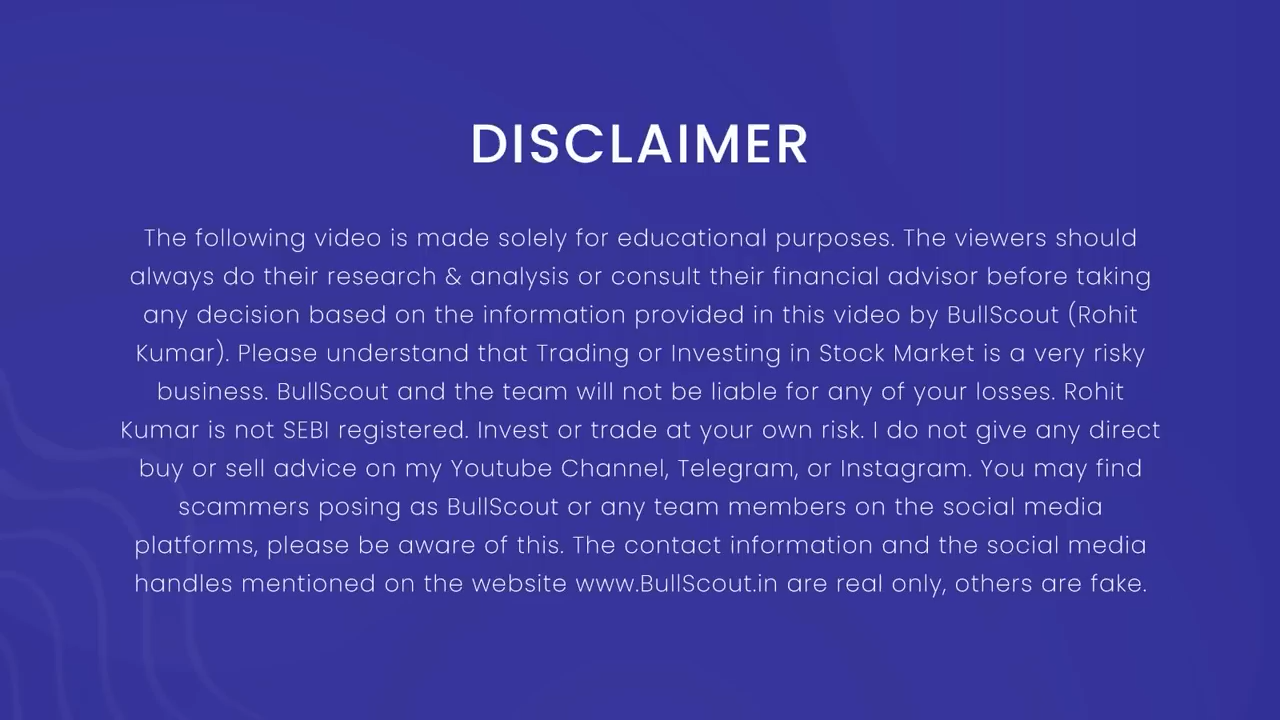 DISCLAIMER
The following video is made solely for educational purposes. The viewers should
always do their research & analysis or consult their financial advisor before taking
any decision based on the information provided in this video by BullScout (Rohit
Kumar). Please understand that Trading or Investing in Stock Market is a very risky
business. BullScout and the team will not be liable for any of your losses. Rohit
Kumar is not SEBI registered. Invest or trade at your own risk. I do not give any direct
buy or sell advice on my Youtube Channel, Telegram, or Instagram. You may find
scammers posing as BullScout or any team members on the social media
platforms, please be aware of this. The contact information and the social media
handles mentioned on the website www.BullScout.in are real only, others are fake.